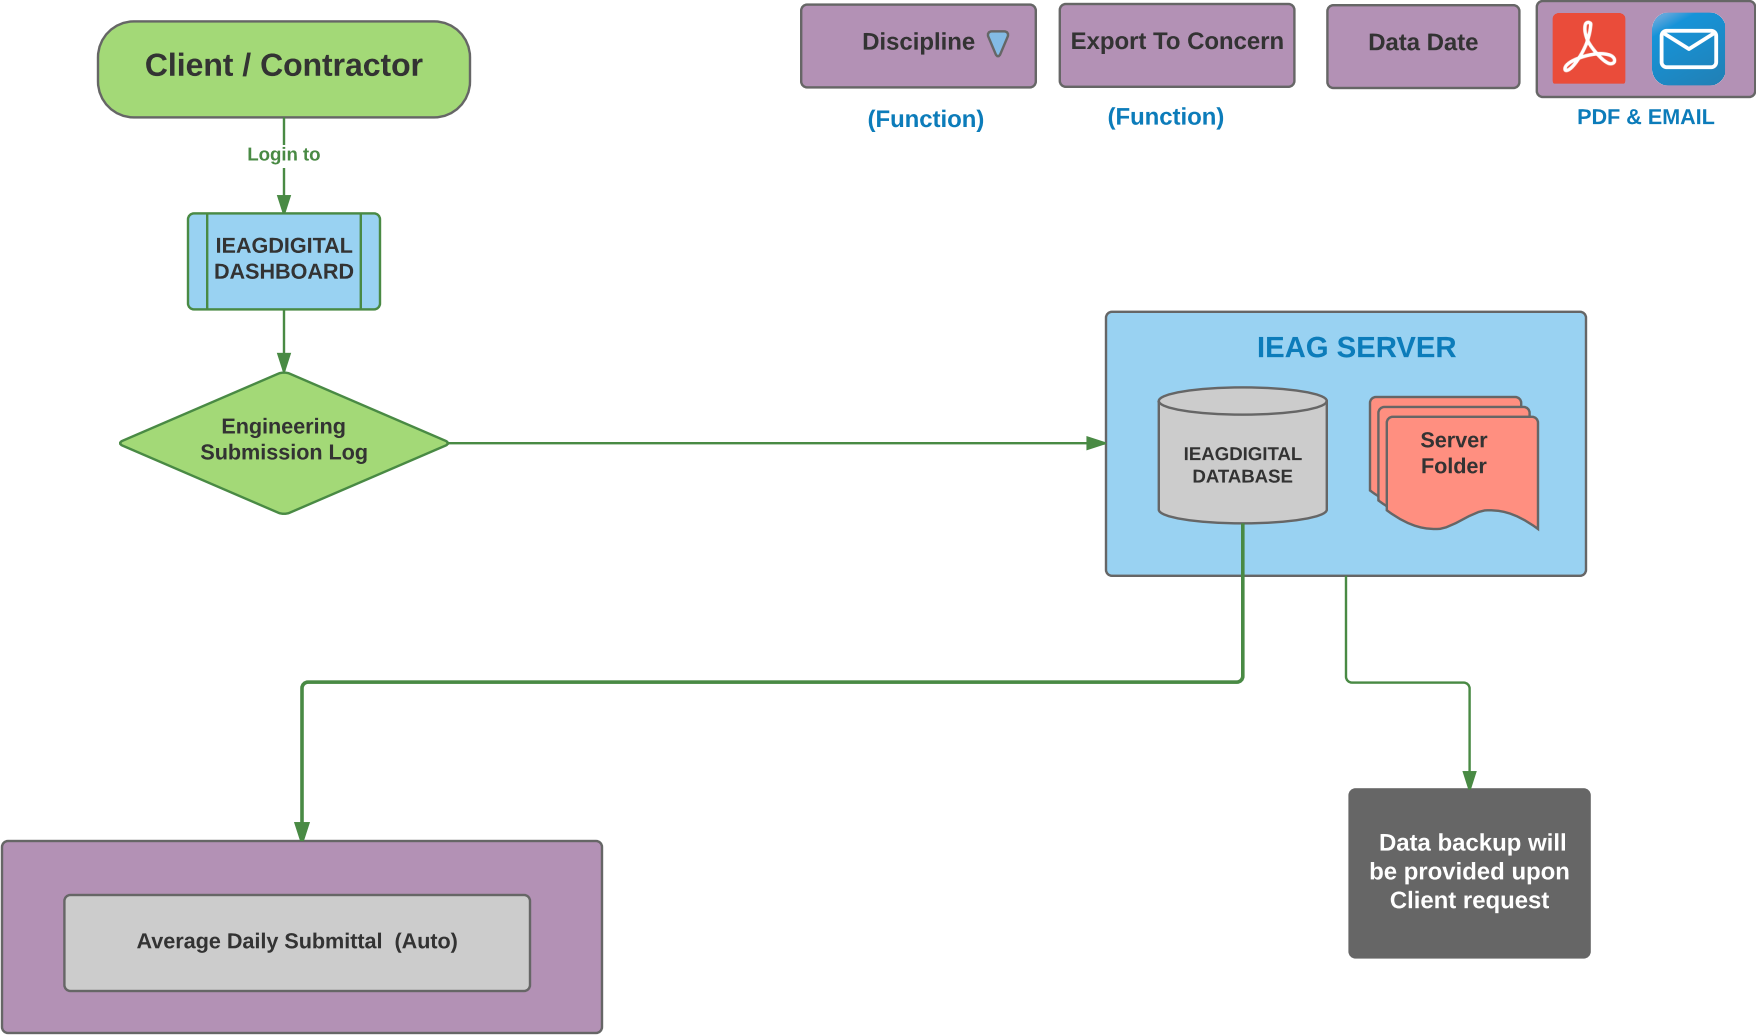 Client / Contractor
Discipline
Export To Concern
Data Date
(Function)
(Function)
PDF & EMAIL
Login to
IEAGDIGITAL
DASHBOARD
Engineering
Submission Log
IEAG SERVER
IEAGDIGITAL
DATABASE
Server
Folder
Data backup will
be provided upon
Client request
Average Daily Submittal  (Auto)